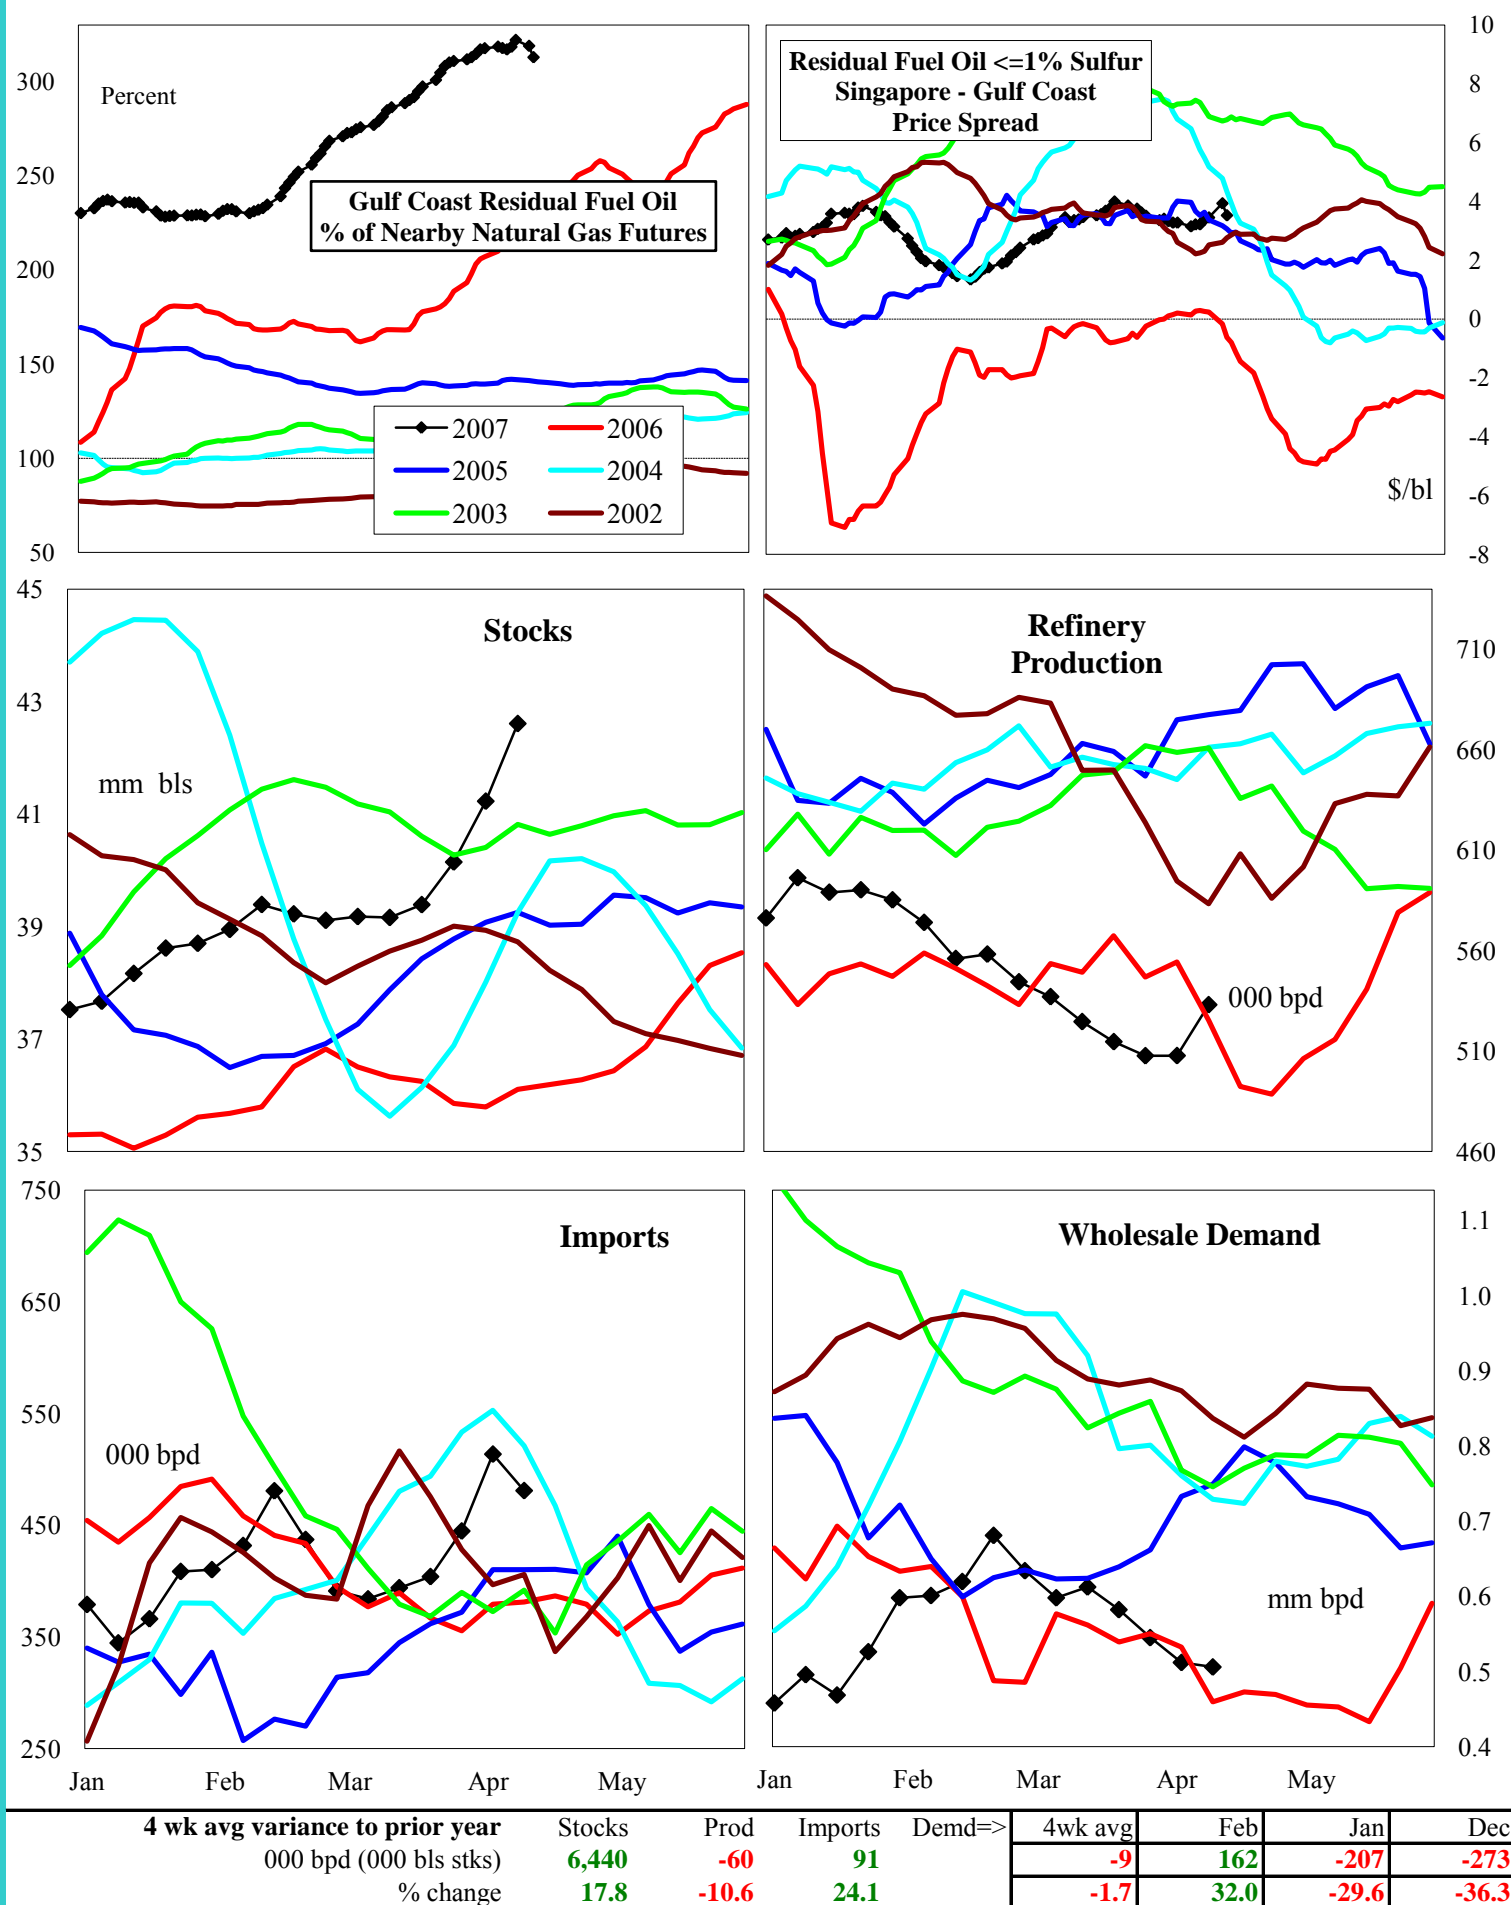 Percent
300
250
200
150
100
50
Gulf Coast Residual Fuel Oil
% of Nearby Natural Gas Futures
2007 2006
2005 2004
2003 2002
Residual Fuel Oil <=1% Sulfur
Singapore - Gulf Coast
Price Spread
10
8
6
4
2
0
-2
-4
-6
-8
$/bl
Stocks
mm bls
45
43
41
39
37
35
Refinery
Production
710
660
610
560
510
460
000 bpd
Imports
000 bpd
750
650
550
450
350
250
Jan Feb Mar Apr May
Wholesale Demand
1.1
1.0
0.9
0.8
0.7
0.6
0.5
0.4
mm bpd
Jan Feb Mar Apr May
4 wk avg variance to prior year Stocks Prod Imports Demd=> 4wk avg Feb Jan Dec
000 bpd (000 bls stks) 6,440 -60 91 -9 162 -207 -273
% change 17.8 -10.6 24.1 -1.7 32.0 -29.6 -36.3